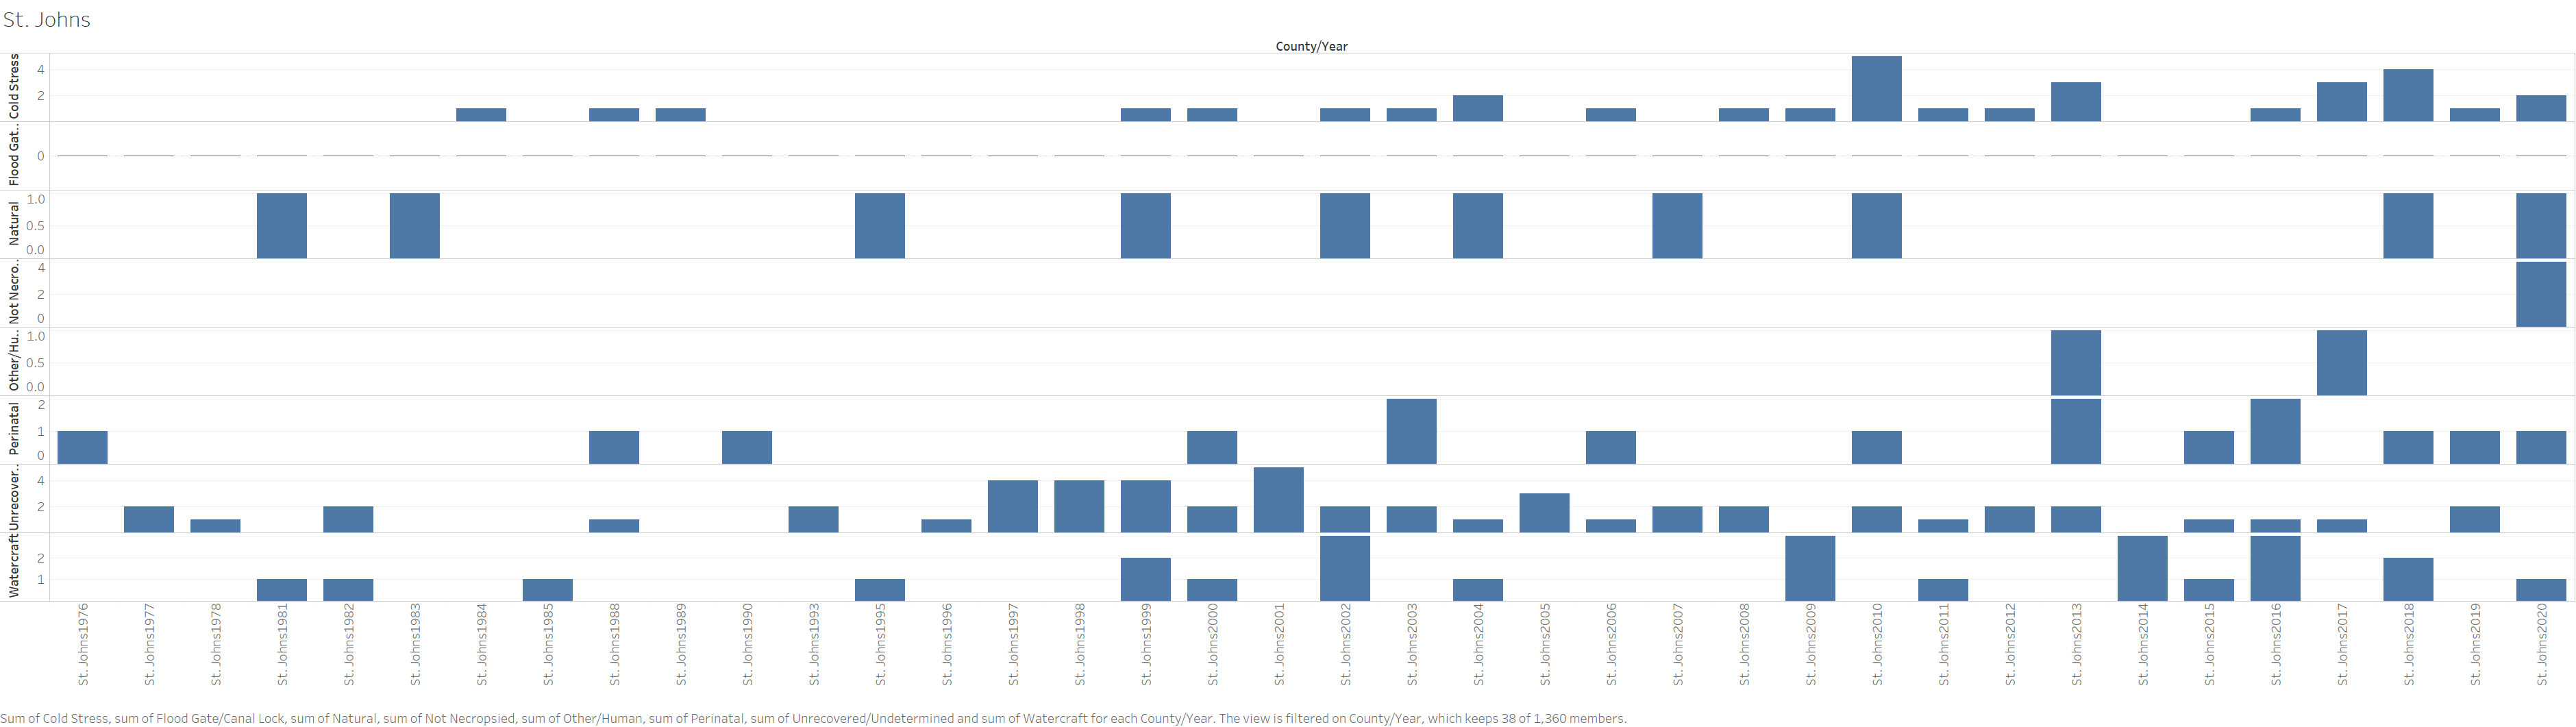 St. Johns
County/Year
Cold Stress
4
2
Flood Gat..
0
Natural
1.0
0.5
0.0
Not Necro..
4
2
0
Other/Hu..
1.0
0.5
0.0
Perinatal
2
1
0
Unrecover..
4
2
Watercraft
2
1
St. Johns1976
St. Johns1977
St. Johns1978
St. Johns1981
St. Johns1982
St. Johns1983
St. Johns1984
St. Johns1985
St. Johns1988
St. Johns1989
St. Johns1990
St. Johns1993
St. Johns1995
St. Johns1996
St. Johns1997
St. Johns1998
St. Johns1999
St. Johns2000
St. Johns2001
St. Johns2002
St. Johns2003
St. Johns2004
St. Johns2005
St. Johns2006
St. Johns2007
St. Johns2008
St. Johns2009
St. Johns2010
St. Johns2011
St. Johns2012
St. Johns2013
St. Johns2014
St. Johns2015
St. Johns2016
St. Johns2017
St. Johns2018
St. Johns2019
St. Johns2020
Sum of Cold Stress, sum of Flood Gate/Canal Lock, sum of Natural, sum of Not Necropsied, sum of Other/Human, sum of Perinatal, sum of Unrecovered/Undetermined and sum of Watercraft for each County/Year. The view is filtered on County/Year, which keeps 38 of 1,360 members.